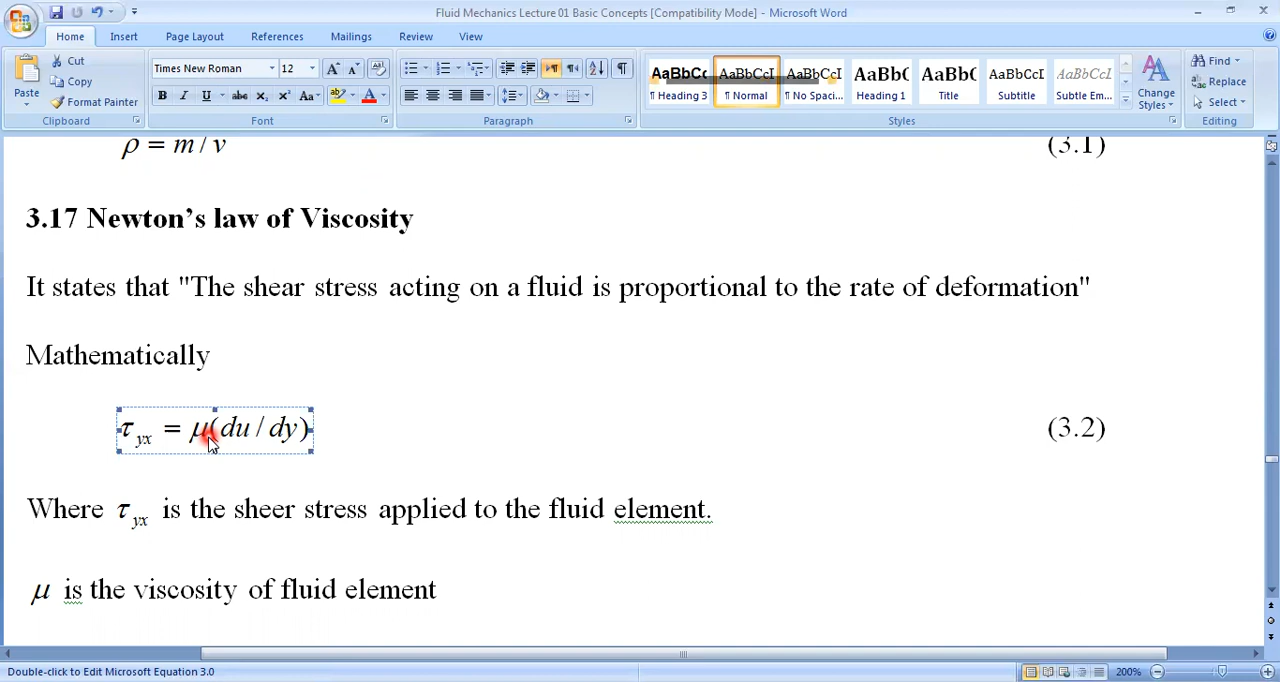 Fluid Mechanics Lecture 01 Basic Concepts [Compatibility Mode] - Microsoft Word
Home Insert Page Layout References Mailings Review View
Paste Cut Copy Format Painter Clipboard
Times New Roman 12 Font
Paragraph
AaBbCc AaBbCcI AaBbCcI AaBbC AaBbC AaBbCcI AaBbCcI
¶ Heading 3 ¶ Normal ¶ No Spaci... Heading 1 Title Subtitle Subtle Em...
Change Styles Styles
Find Replace Select Editing
ρ = m / v (3.1)
3.17 Newton's law of Viscosity
It states that "The shear stress acting on a fluid is proportional to the rate of deformation"
Mathematically
τyx = μ(du / dy) (3.2)
Where τyx is the sheer stress applied to the fluid element.
μ is the viscosity of fluid element
Double-click to Edit Microsoft Equation 3.0 200%